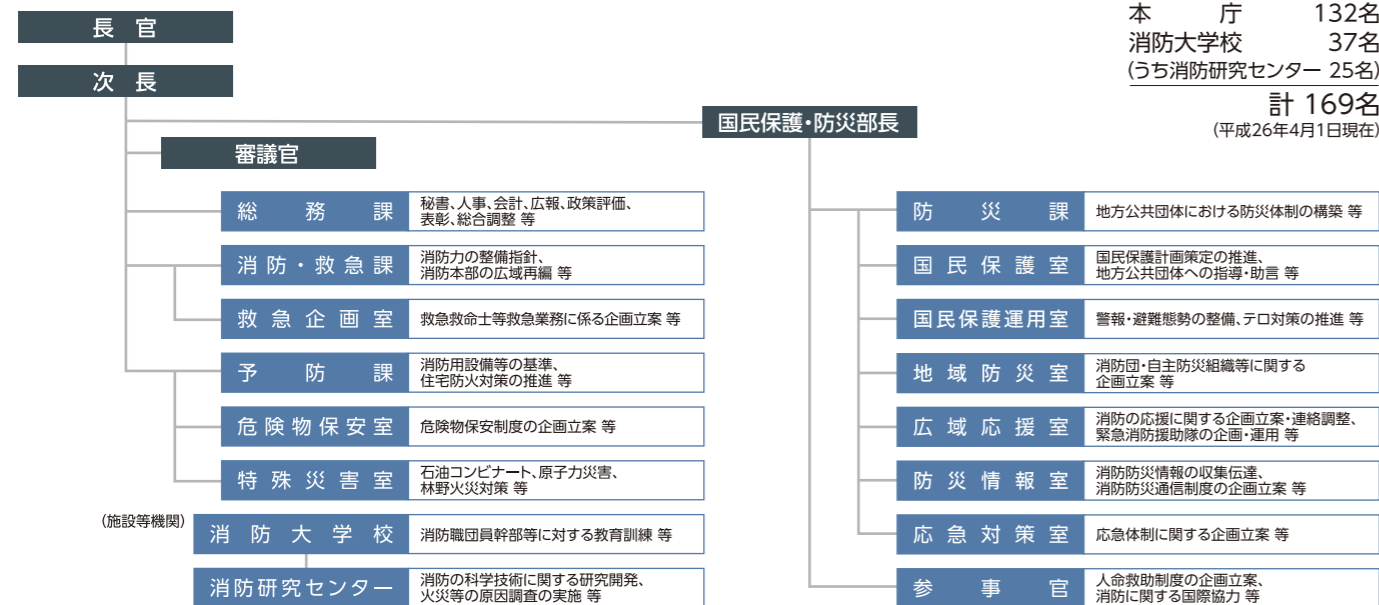 長官
次長
審議官
総務課
秘書、人事、会計、広報、政策評価、
表彰、総合調整 等
消防・救急課
消防力の整備指針、
消防本部の広域再編 等
救急企画室
救急救命士等救急業務に係る企画立案 等
予防課
消防用設備等の基準、
住宅防火対策の推進 等
危険物保安室
危険物保安制度の企画立案 等
特殊災害室
石油コンビナート、原子力災害、
林野火災対策 等
(施設等機関)
消防大学校
消防職団員幹部等に対する教育訓練 等
消防研究センター
消防の科学技術に関する研究開発、
火災等の原因調査の実施 等
本庁 132名
消防大学校 37名
(うち消防研究センター 25名)
計 169名
(平成26年4月1日現在)
国民保護・防災部長
防災課
地方公共団体における防災体制の構築 等
国民保護室
国民保護計画策定の推進、
地方公共団体への指導・助言 等
国民保護運用室
警報・避難態勢の整備、テロ対策の推進 等
地域防災室
消防団・自主防災組織等に関する
企画立案 等
広域応援室
消防の応援に関する企画立案・連絡調整、
緊急消防援助隊の企画・運用 等
防災情報室
消防防災情報の収集伝達、
消防防災通信制度の企画立案 等
応急対策室
応急体制に関する企画立案 等
参事官
人命救助制度の企画立案、
消防に関する国際協力 等